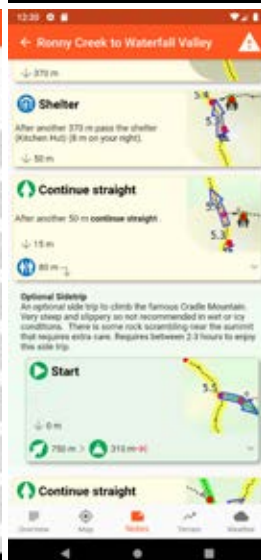 12:20
Ronny Creek to Waterfall Valley
↓ 370 m
Shelter
After another 370 m pass the shelter
(Kitchen Hut) (8 m on your right).
↓ 50 m
Continue straight
After another 50 m continue straight.
5.3
↓ 15 m
80 m
Optional Sidetrip
An optional side trip to climb the famous Cradle Mountain.
Very steep and slippery so not recommended in wet or icy
conditions. There is some rock scrambling near the summit
that requires extra care. Requires between 2-3 hours to enjoy
this side trip
Start
5.5
↓ 0 m
750 m > 310 m
Continue straight
Overview
Map
Notes
Terrain
Weather